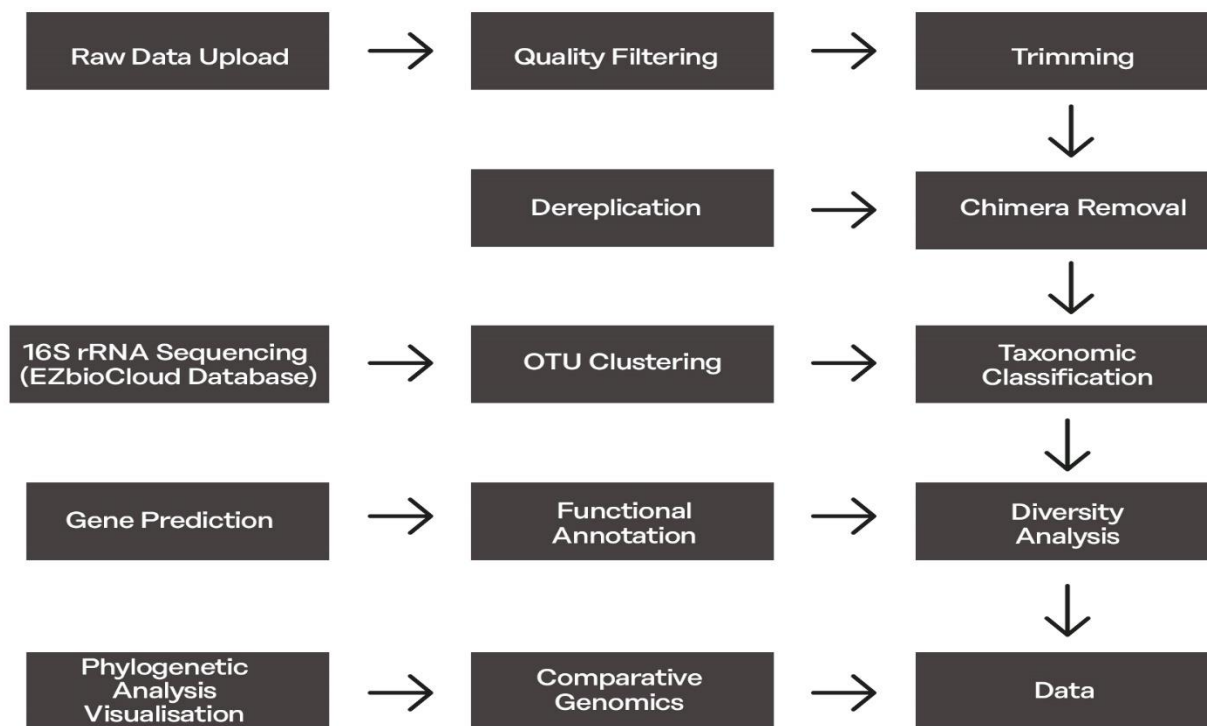 Raw Data Upload
Quality Filtering
Trimming
Dereplication
Chimera Removal
16S rRNA Sequencing
(EZbioCloud Database)
OTU Clustering
Taxonomic
Classification
Gene Prediction
Functional
Annotation
Diversity
Analysis
Phylogenetic
Analysis
Visualisation
Comparative
Genomics
Data